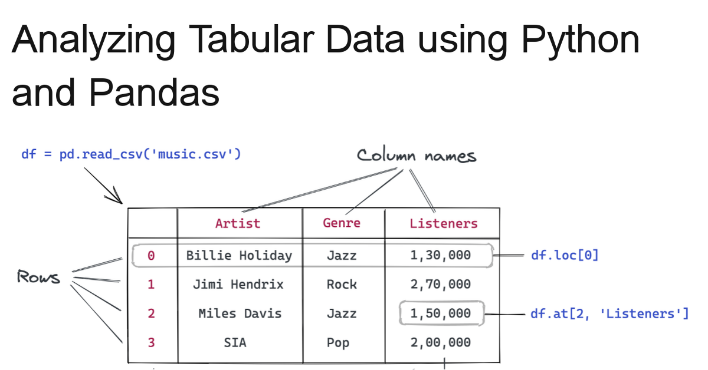 Analyzing Tabular Data using Python
and Pandas
df = pd.read_csv('music.csv')
Column names
Artist Genre Listeners
0 Billie Holiday Jazz 1,30,000 df.loc[0]
Rows
1 Jimi Hendrix Rock 2,70,000
2 Miles Davis Jazz 1,50,000 df.at[2, 'Listeners']
3 SIA Pop 2,00,000